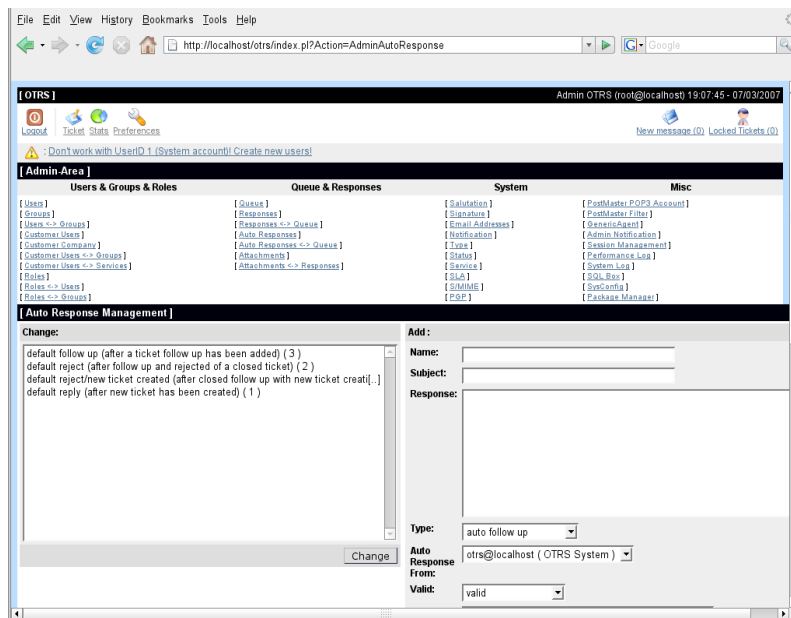 File Edit View History Bookmarks Tools Help
http://localhost/otrs/index.pl?Action=AdminAutoResponse
G Google
[ OTRS ] Admin OTRS (root@localhost) 19:07:45 - 07/03/2007
Logout Ticket Stats Preferences New message (0) Locked Tickets (0)
: Don't work with UserID 1 (System account)! Create new users!
[ Admin-Area ]
Users & Groups & Roles Queue & Responses System Misc
[ Users ] [ Queue ] [ Salutation ] [ PostMaster POP3 Account ]
[ Groups ] [ Responses ] [ Signature ] [ PostMaster Filter ]
[ Users <-> Groups ] [ Responses <-> Queue ] [ Email Addresses ] [ GenericAgent ]
[ Customer Users ] [ Auto Responses ] [ Notification ] [ Admin Notification ]
[ Customer Company ] [ Auto Responses <-> Queue ] [ Type ] [ Session Management ]
[ Customer Users <-> Groups ] [ Attachments ] [ Status ] [ Performance Log ]
[ Customer Users <-> Services ] [ Attachments <-> Responses ] [ Service ] [ System Log ]
[ Roles ] [ SLA ] [ SQL Box ]
[ Roles <-> Users ] [ S/MIME ] [ SysConfig ]
[ Roles <-> Groups ] [ PGP ] [ Package Manager ]
[ Auto Response Management ]
Change: Add :
default follow up (after a ticket follow up has been added) ( 3 )
default reject (after follow up and rejected of a closed ticket) ( 2 )
default reject/new ticket created (after closed follow up with new ticket creati[..]
default reply (after new ticket has been created) ( 1 )
Change
Name:
Subject:
Response:
Type: auto follow up
Auto Response From: otrs@localhost ( OTRS System )
Valid: valid